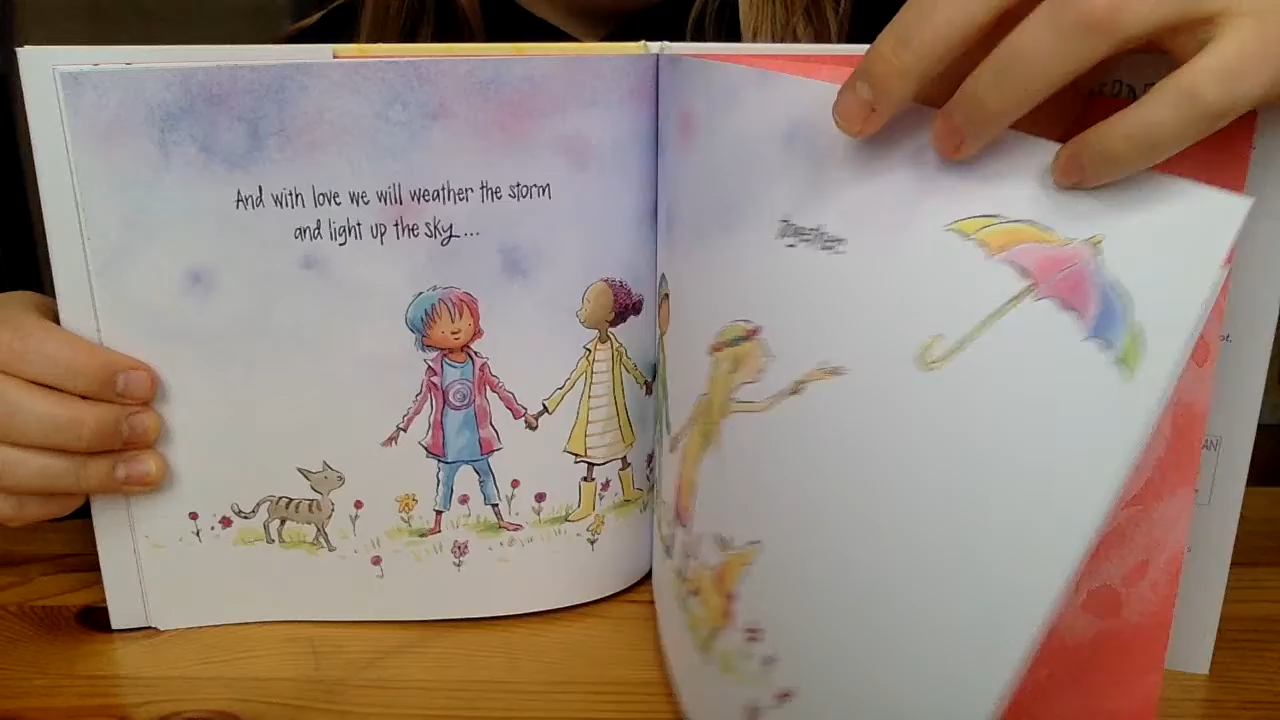 And with love we will weather the storm
and light up the sky...